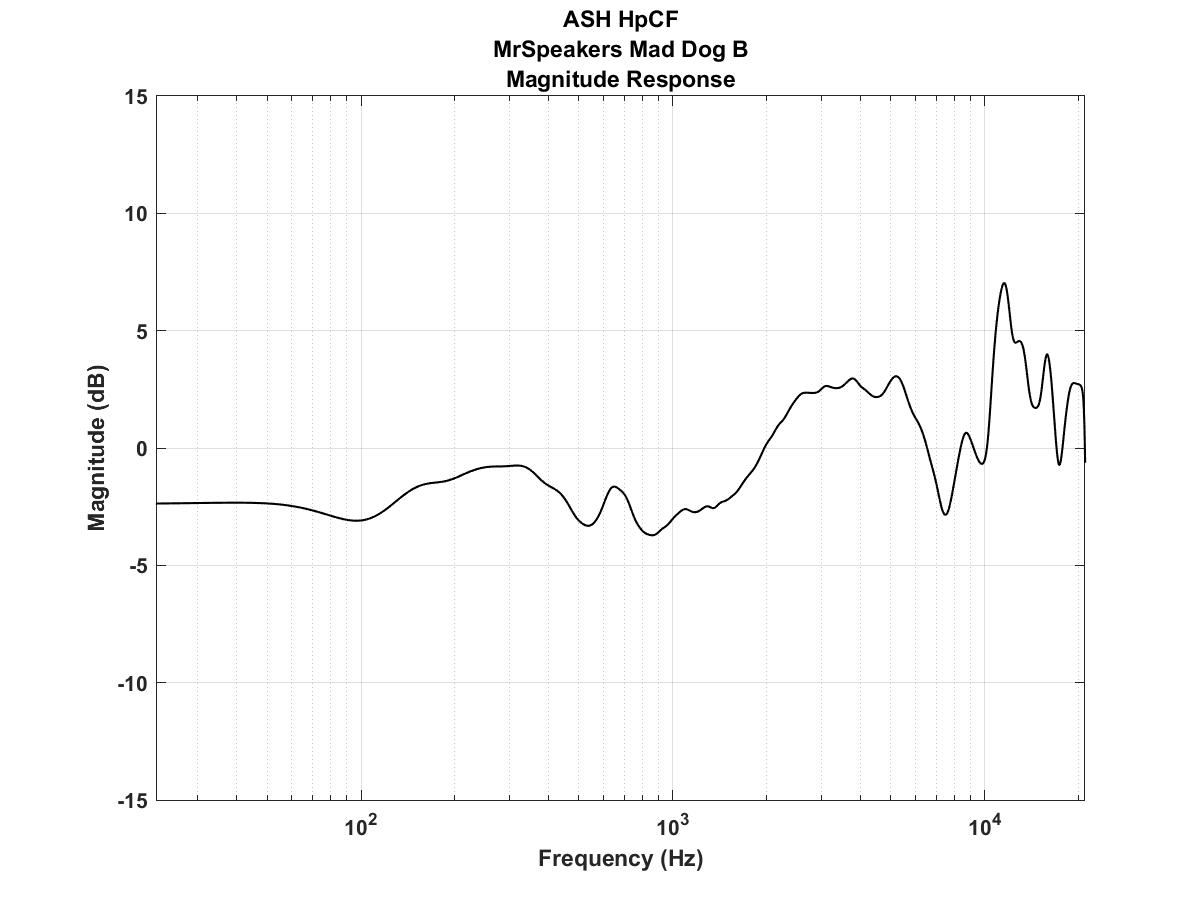 ASH HpCF
MrSpeakers Mad Dog B
Magnitude Response
15
10
5
0
-5
-10
-15
Magnitude (dB)
10²
10³
10⁴
Frequency (Hz)